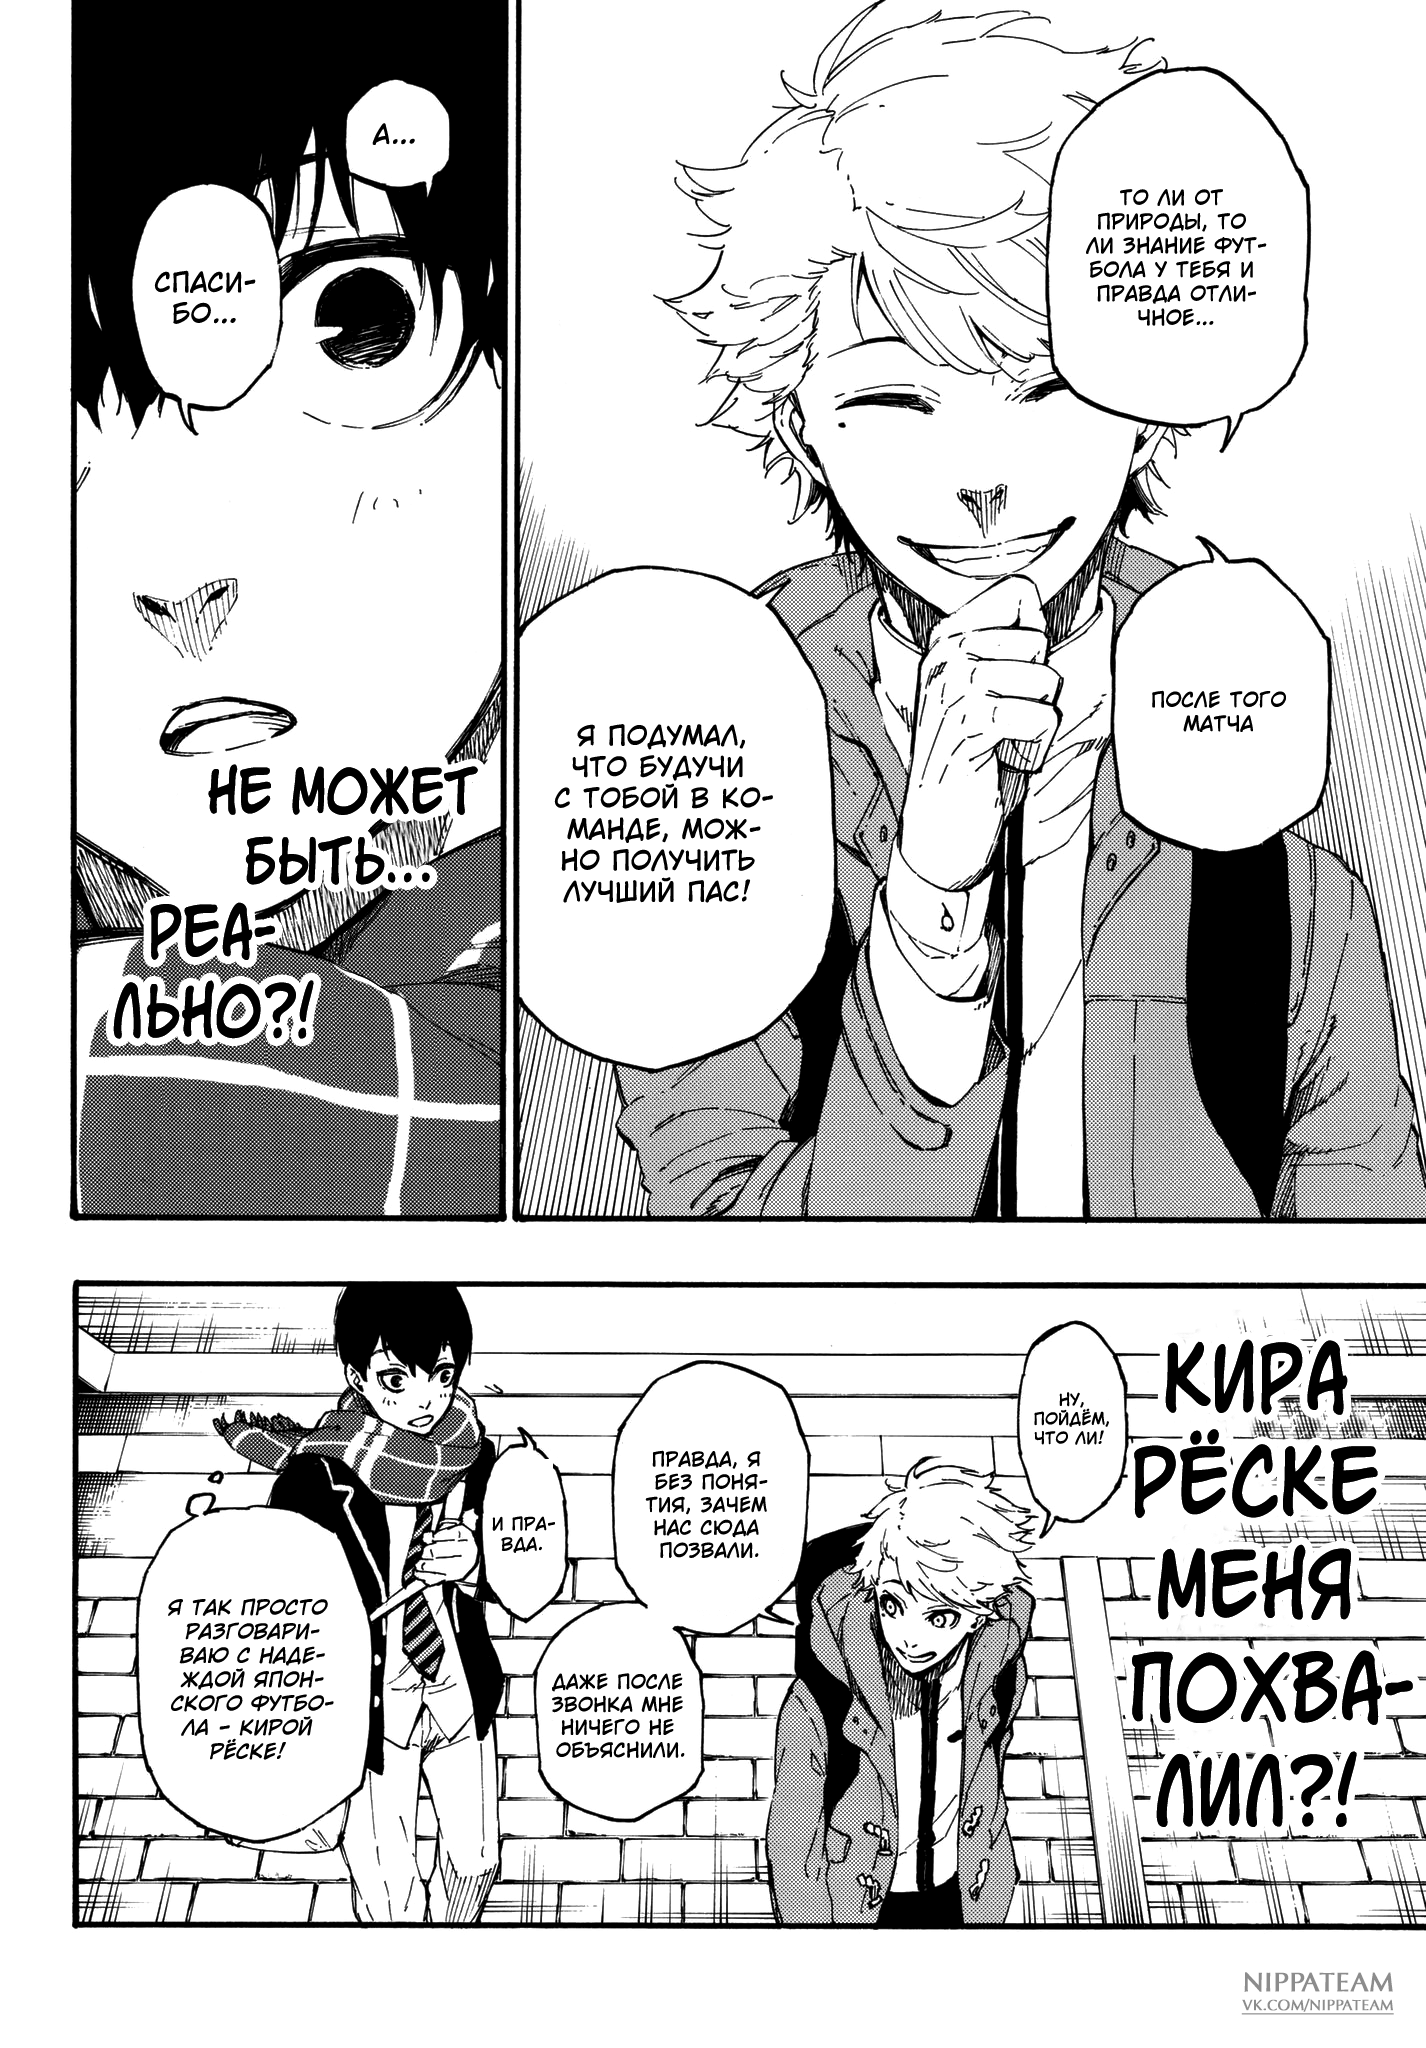 ТО ЛИ ОТ
ПРИРОДЫ, ТО
ЛИ ЗНАНИЕ ФУТ-
БОЛА У ТЕБЯ И
ПРАВДА ОТЛИ-
ЧНОЕ...
ПОСЛЕ ТОГО
МАТЧА
Я ПОДУМАЛ,
ЧТО БУДУЧИ
С ТОБОЙ В КО-
МАНДЕ, МОЖ-
НО ПОЛУЧИТЬ
ЛУЧШИЙ ПАС!
А...
СПАСИ-
БО...
НЕ МОЖЕТ
БЫТЬ...
РЕА-
ЛЬНО?!
КИРА
РЁСКЕ
МЕНЯ
ПОХВА-
ЛИЛ?!
НУ,
ПОЙДЁМ,
ЧТО ЛИ!
ПРАВДА, Я
БЕЗ ПОНЯ-
ТИЯ, ЗАЧЕМ
НАС СЮДА
ПОЗВАЛИ.
ДАЖЕ ПОСЛЕ
ЗВОНКА МНЕ
НИЧЕГО НЕ
ОБЪЯСНИЛИ.
И ПРА-
ВДА.
Я ТАК ПРОСТО
РАЗГОВАРИ-
ВАЮ С НАДЕ-
ЖДОЙ ЯПОН-
СКОГО ФУТБО-
ЛА - КИРОЙ
РЁСКЕ!
NIPPATEAM
VK.COM/NIPPATEAM